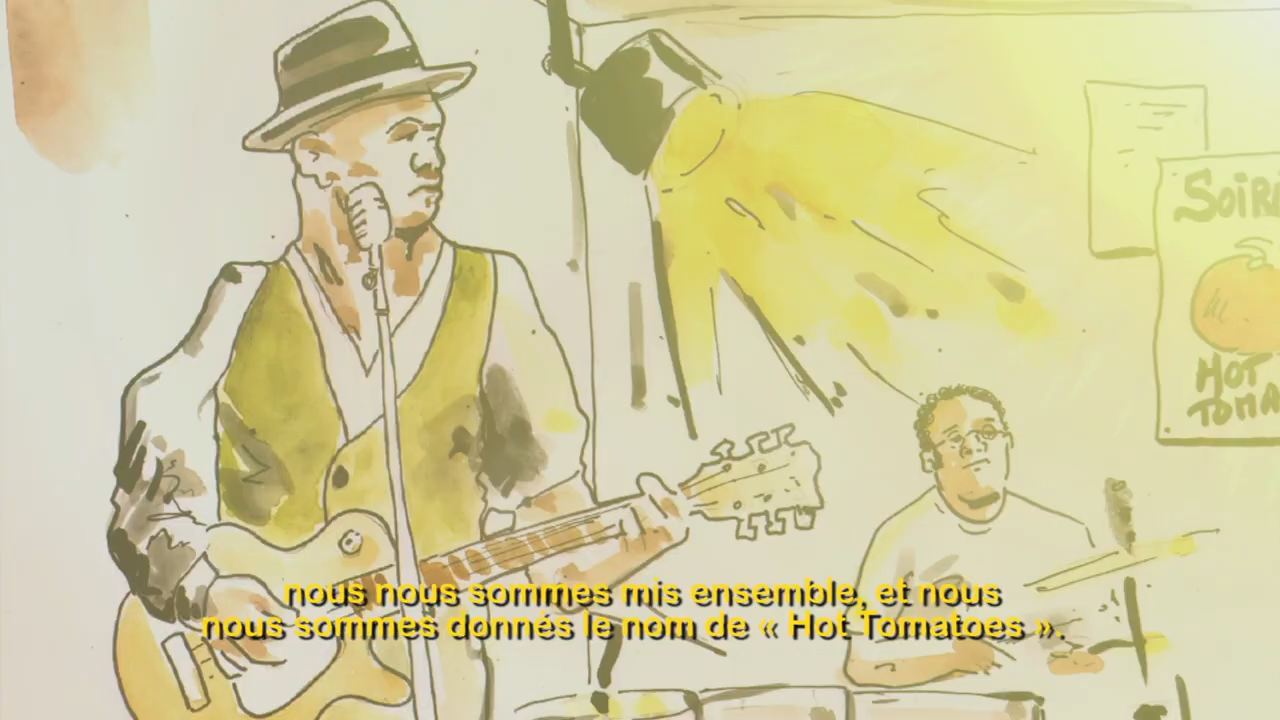 SOIRÉ
HOT
TOMA
nous nous sommes mis ensemble, et nous
nous sommes donnés le nom de « Hot Tomatoes ».